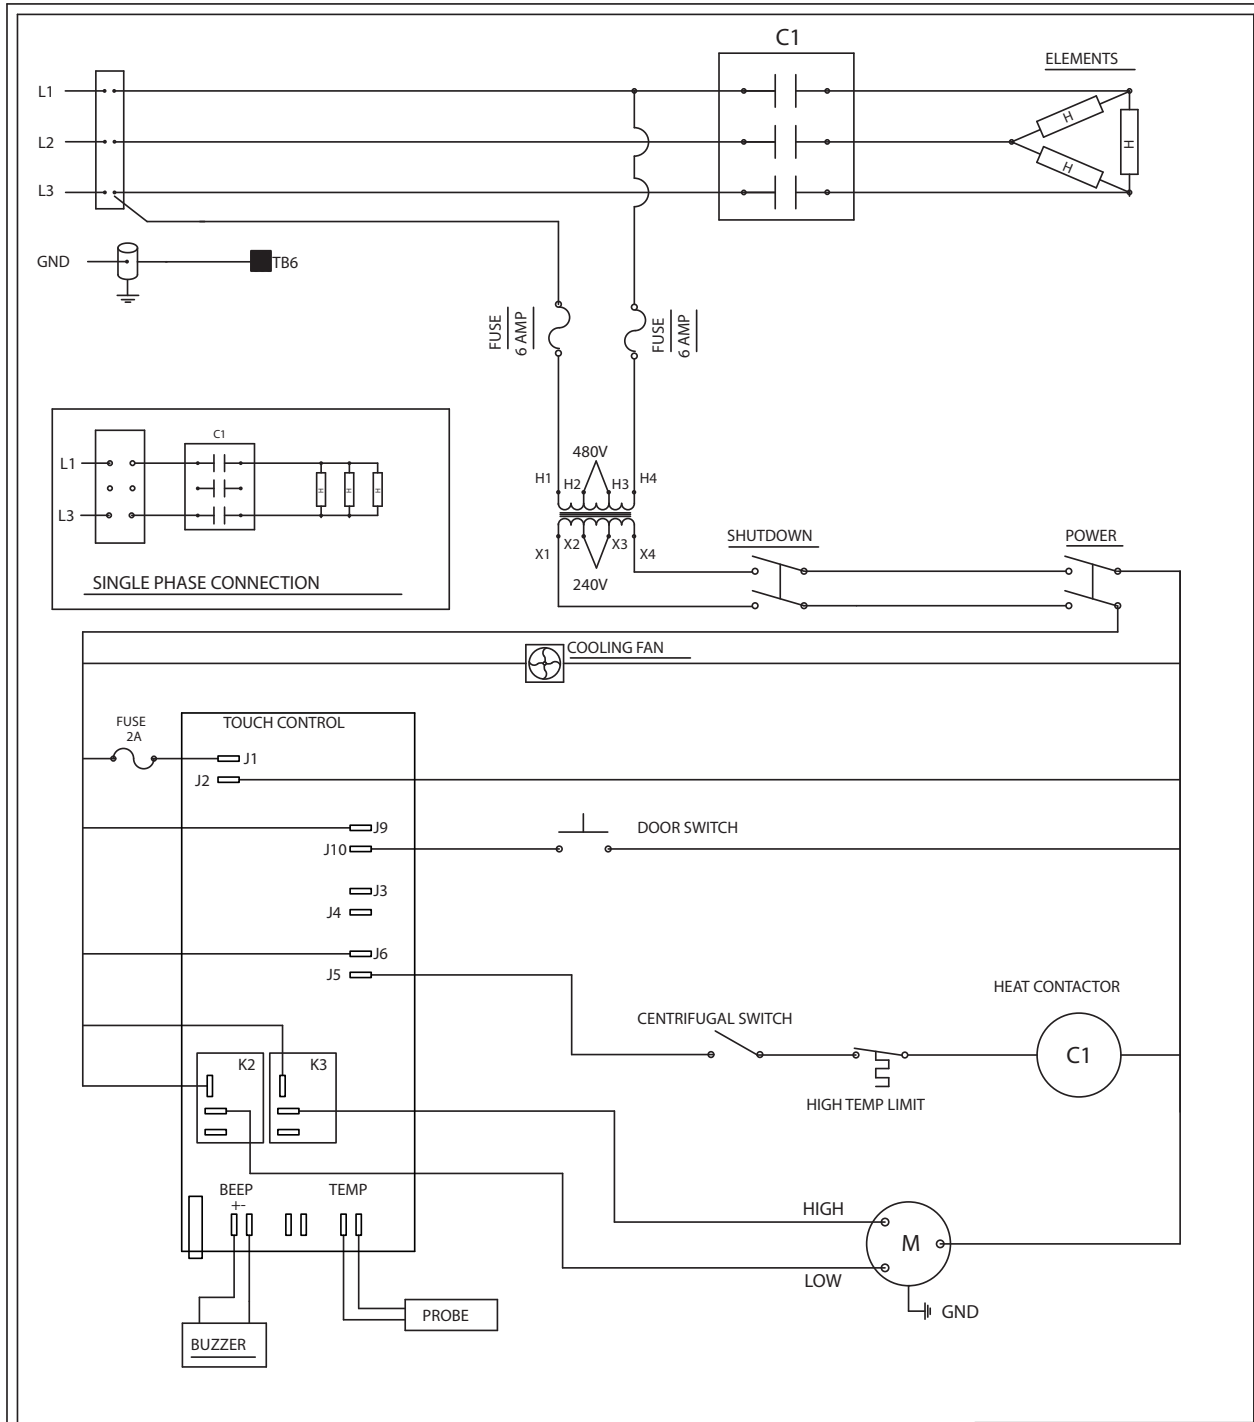 C1
ELEMENTS
L1
L2
L3
H
H
H
GND
TB6
FUSE
6 AMP
FUSE
6 AMP
C1
L1
L3
H
H
H
SINGLE PHASE CONNECTION
480V
H1
H2
H3
H4
X1
X2
X3
X4
240V
SHUTDOWN
POWER
COOLING FAN
FUSE
2A
TOUCH CONTROL
J1
J2
J9
J10
DOOR SWITCH
J3
J4
J6
J5
HEAT CONTACTOR
CENTRIFUGAL SWITCH
C1
HIGH TEMP LIMIT
K2
K3
BEEP
+-
TEMP
HIGH
M
LOW
GND
PROBE
BUZZER